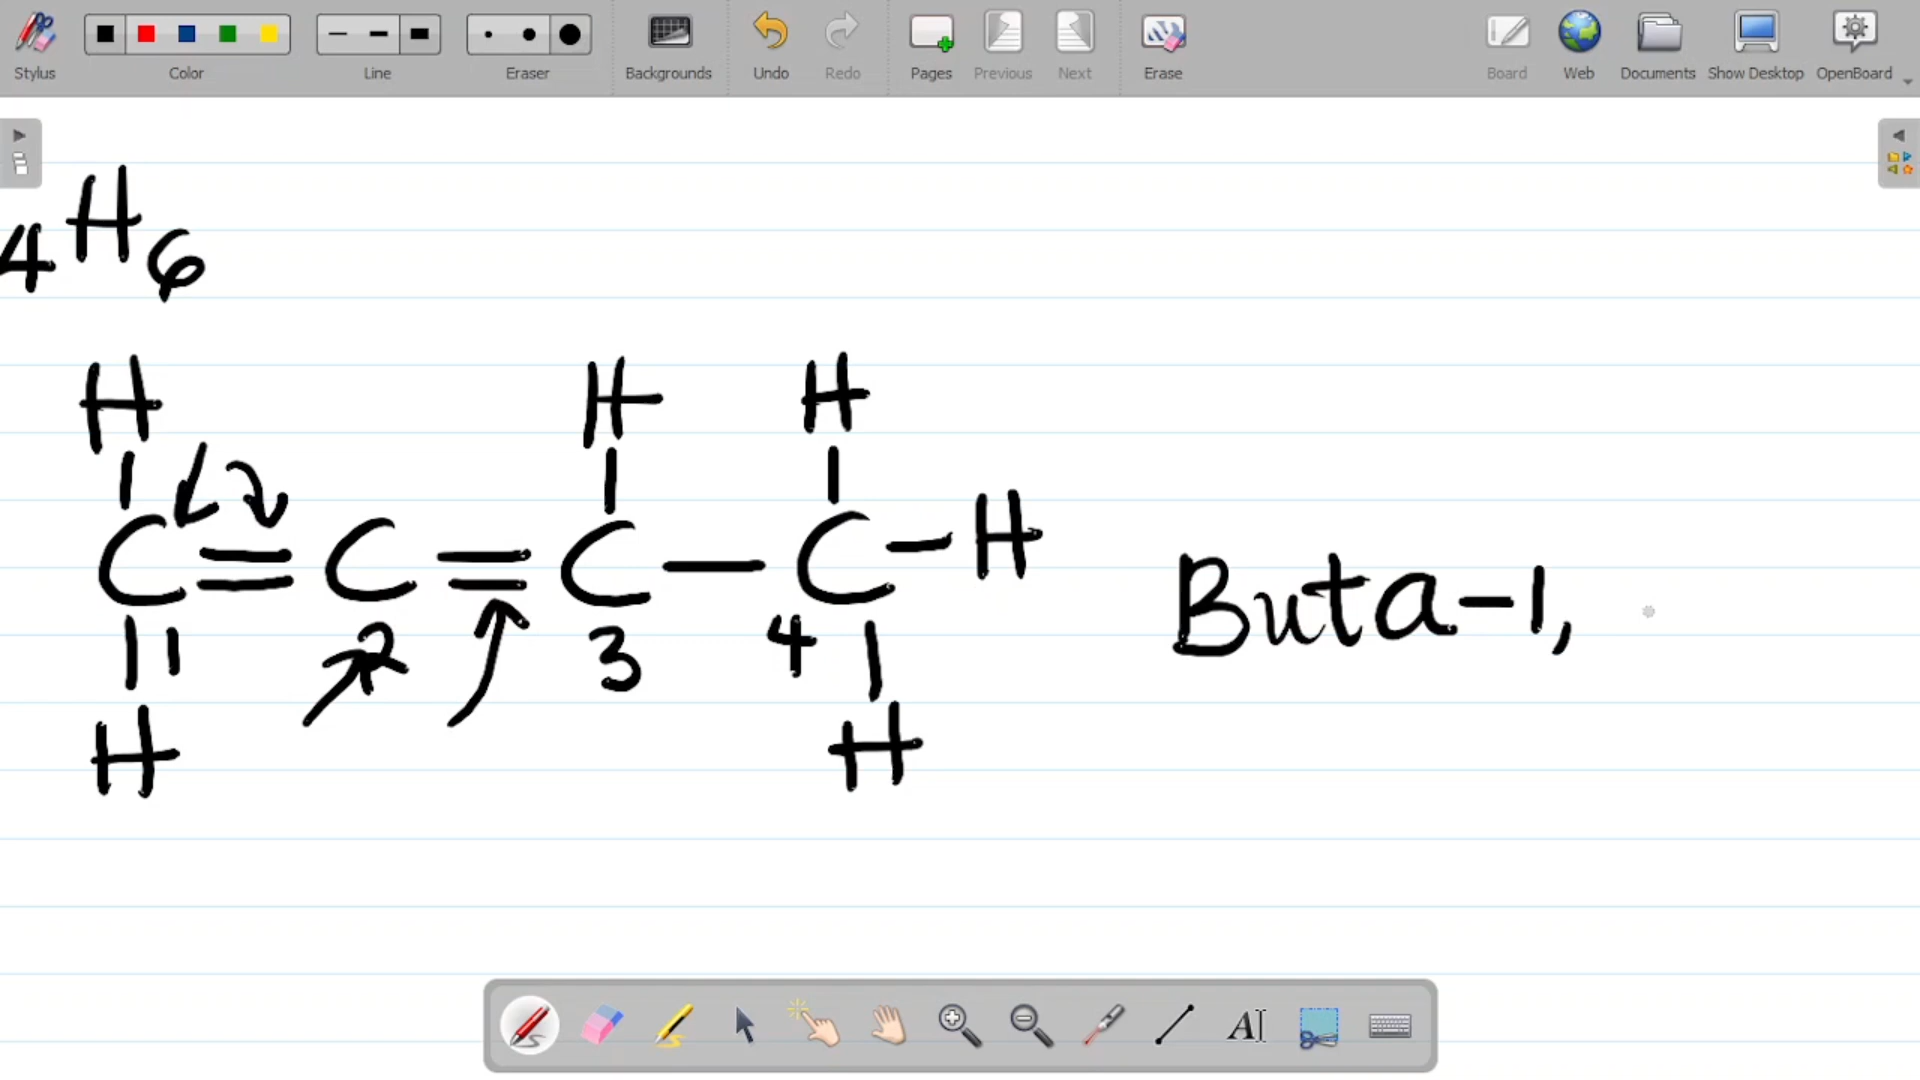 Stylus Color Line Eraser Backgrounds Undo Redo Pages Previous Next Erase Board Web Documents Show Desktop OpenBoard
4H6
H H H
C = C = C — C – H
1 2 3 4
H H
Buta-1,